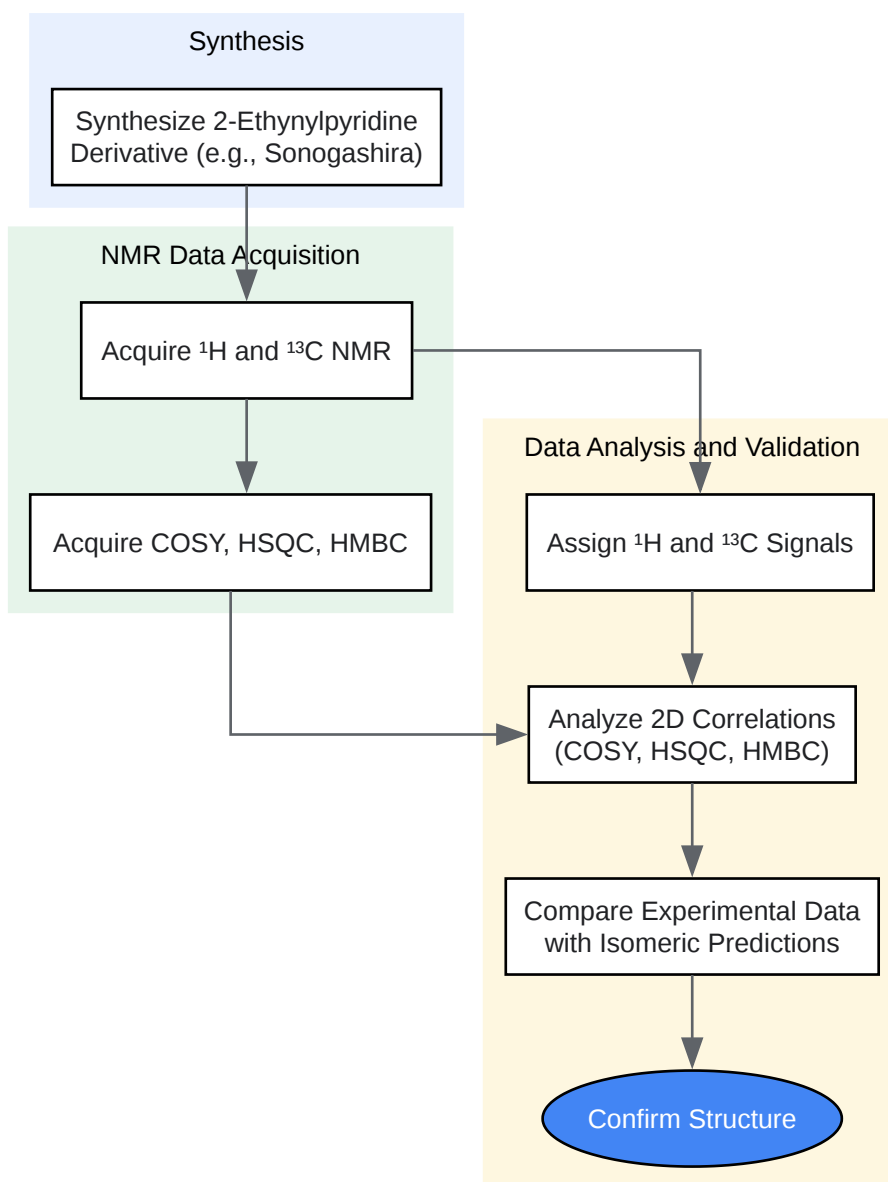 Synthesis
Synthesize 2-Ethynylpyridine
Derivative (e.g., Sonogashira)
NMR Data Acquisition
Acquire ¹H and ¹³C NMR
Acquire COSY, HSQC, HMBC
Data Analysis and Validation
Assign ¹H and ¹³C Signals
Analyze 2D Correlations
(COSY, HSQC, HMBC)
Compare Experimental Data
with Isomeric Predictions
Confirm Structure